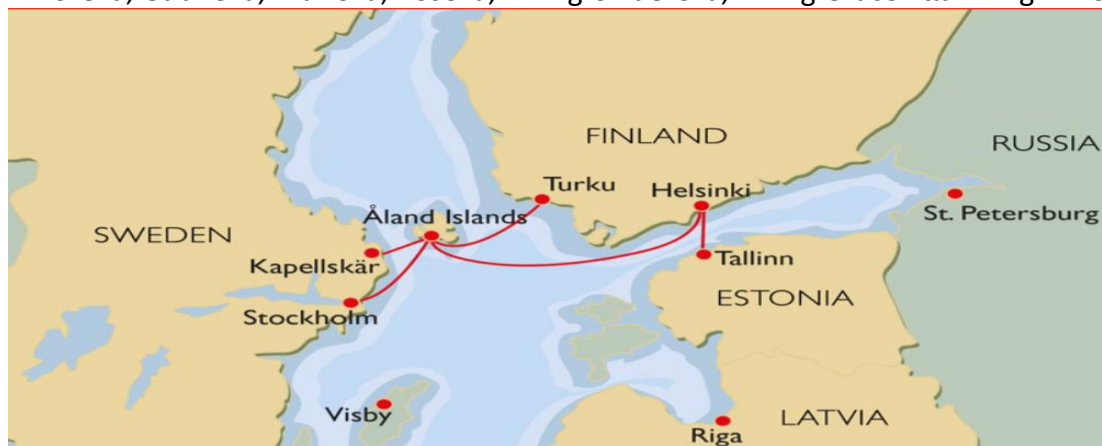 FINLAND
RUSSIA
Turku
Helsinki
St. Petersburg
Åland Islands
SWEDEN
Kapellskär
Tallinn
ESTONIA
Stockholm
Visby
LATVIA
Riga